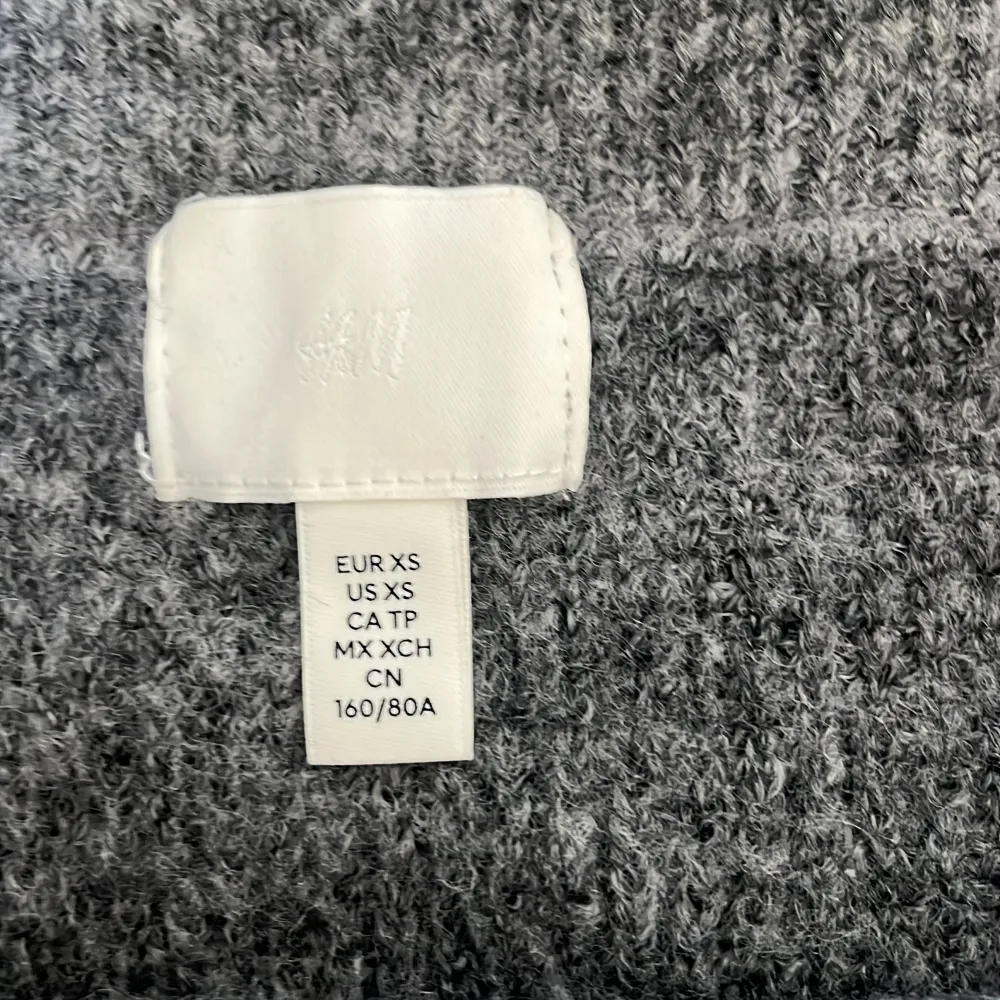 H&M
EUR XS
US XS
CA TP
MX XCH
CN
160/80A